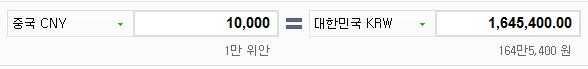 중국 CNY 10,000 = 대한민국 KRW 1,645,400.00
1만 위안 164만5,400 원